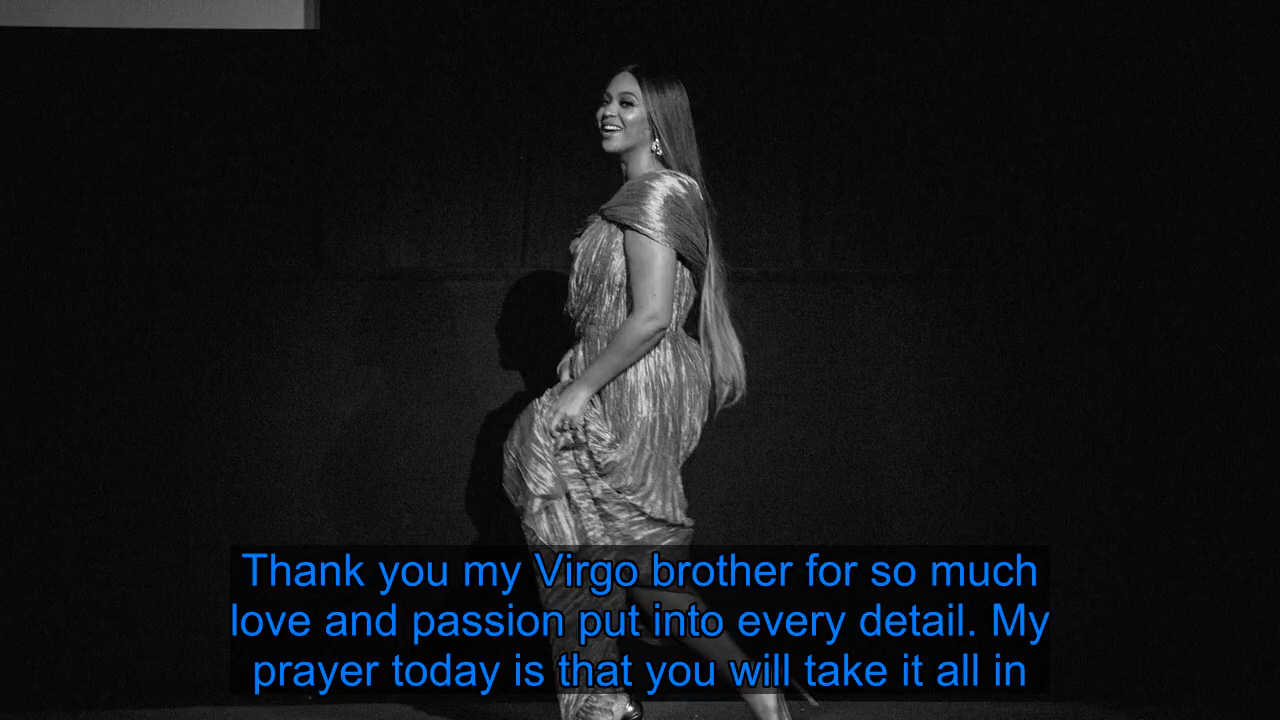 Thank you my Virgo brother for so much
love and passion put into every detail. My
prayer today is that you will take it all in